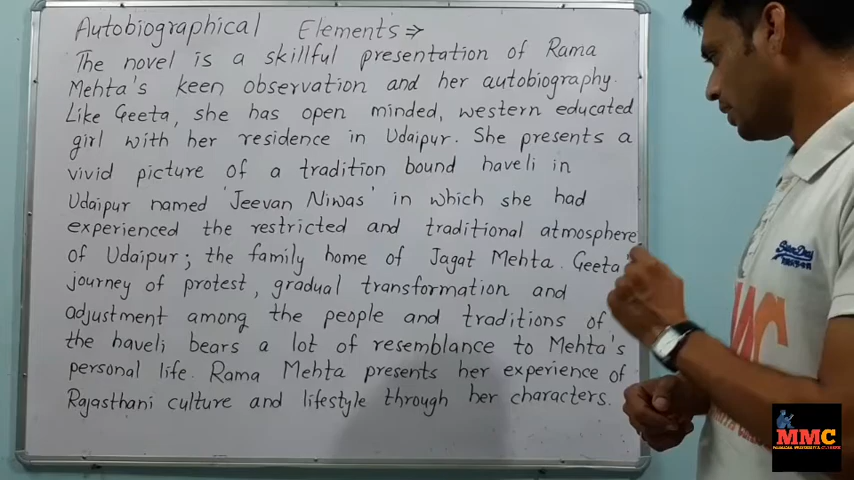 Autobiographical Elements ⇒
The novel is a skillful presentation of Rama
Mehta's keen observation and her autobiography.
Like Geeta, she has open minded, western educated
girl with her residence in Udaipur. She presents a
vivid picture of a tradition bound haveli in
Udaipur named 'Jeevan Niwas' in which she had
experienced the restricted and traditional atmosphere
of Udaipur; the family home of Jagat Mehta. Geeta
journey of protest, gradual transformation and
adjustment among the people and traditions of
the haveli bears a lot of resemblance to Mehta's
personal life. Rama Mehta presents her experience of
Rajasthani culture and lifestyle through her characters.
MMC